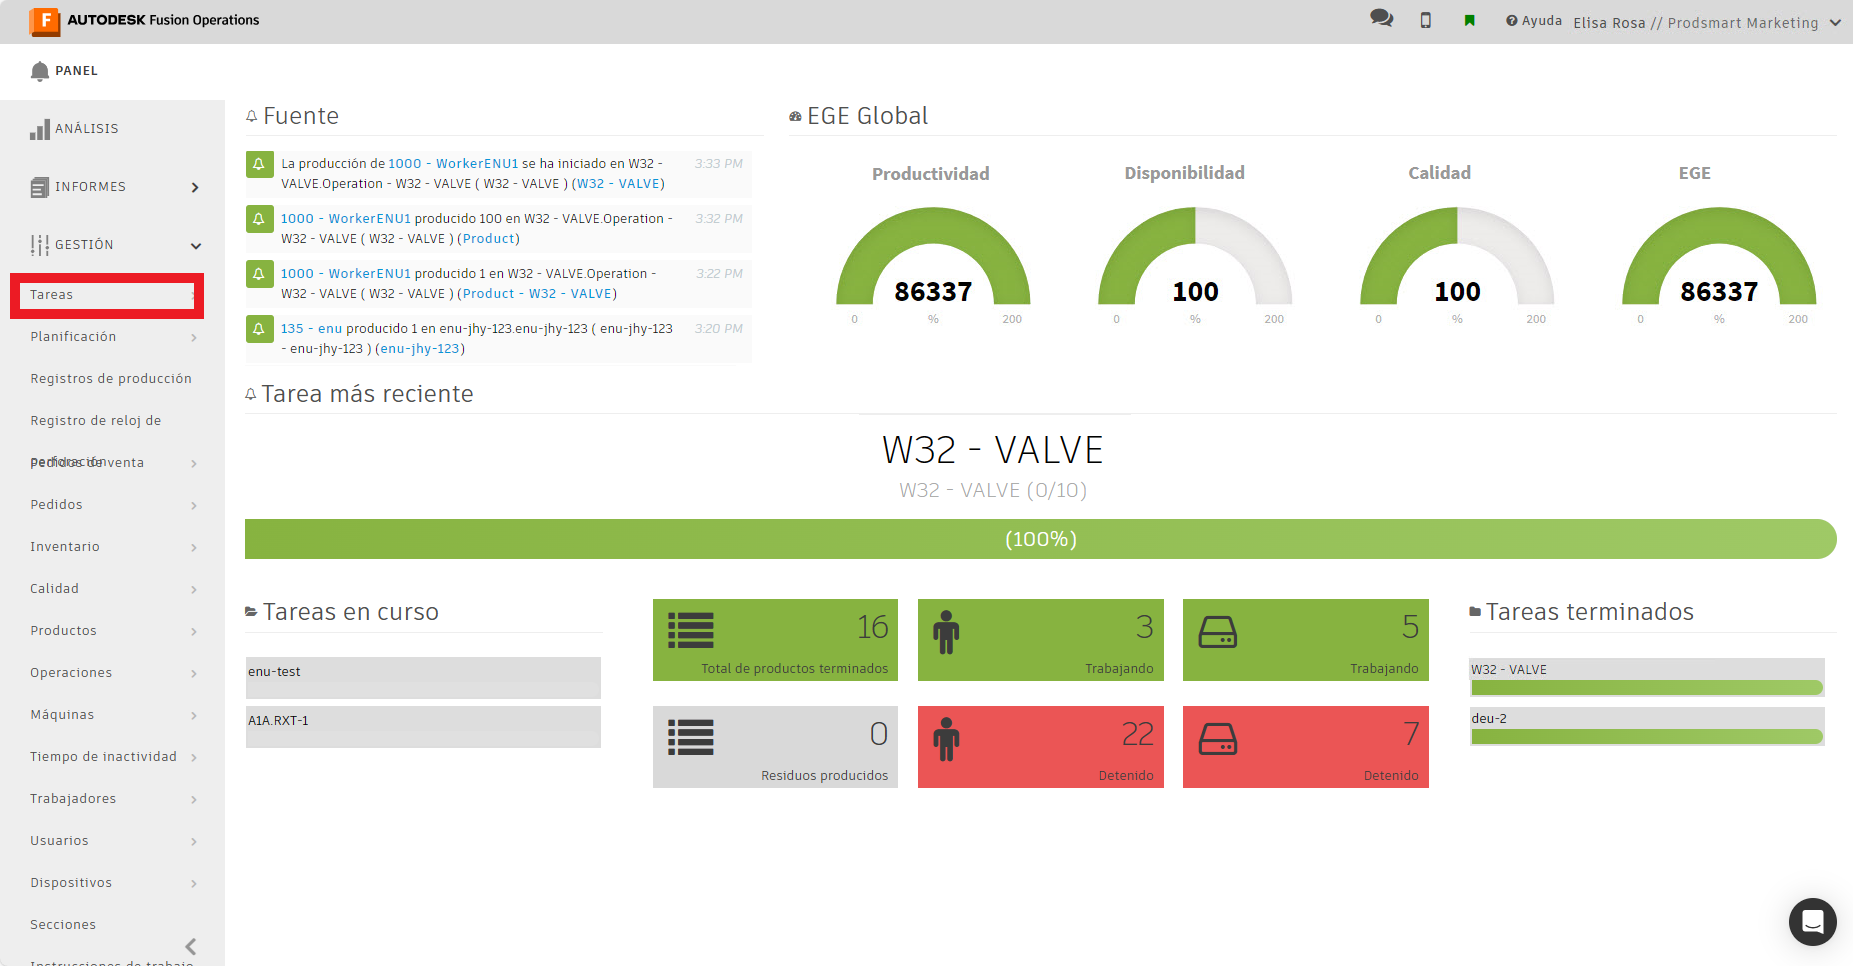 F AUTODESK Fusion Operations
Ayuda Elisa Rosa // Prodsmart Marketing
PANEL
ANÁLISIS
INFORMES
GESTIÓN
Tareas
Planificación
Registros de producción
Registro de reloj de
perforación
Pedidos de venta
Pedidos
Inventario
Calidad
Productos
Operaciones
Máquinas
Tiempo de inactividad
Trabajadores
Usuarios
Dispositivos
Secciones
Instrucciones de trabajo
Fuente
La producción de 1000 - WorkerENU1 se ha iniciado en W32 - 3:33 PM
VALVE.Operation - W32 - VALVE ( W32 - VALVE ) (W32 - VALVE)
1000 - WorkerENU1 producido 100 en W32 - VALVE.Operation - 3:32 PM
W32 - VALVE ( W32 - VALVE ) (Product)
1000 - WorkerENU1 producido 1 en W32 - VALVE.Operation - 3:22 PM
W32 - VALVE ( W32 - VALVE ) (Product - W32 - VALVE)
135 - enu producido 1 en enu-jhy-123.enu-jhy-123 ( enu-jhy-123 3:20 PM
- enu-jhy-123 ) (enu-jhy-123)
EGE Global
Productividad Disponibilidad Calidad EGE
86337 100 100 86337
0 % 200 0 % 200 0 % 200 0 % 200
Tarea más reciente
W32 - VALVE
W32 - VALVE (0/10)
(100%)
Tareas en curso
enu-test
A1A.RXT-1
16
Total de productos terminados
3
Trabajando
5
Trabajando
0
Residuos producidos
22
Detenido
7
Detenido
Tareas terminados
W32 - VALVE
deu-2